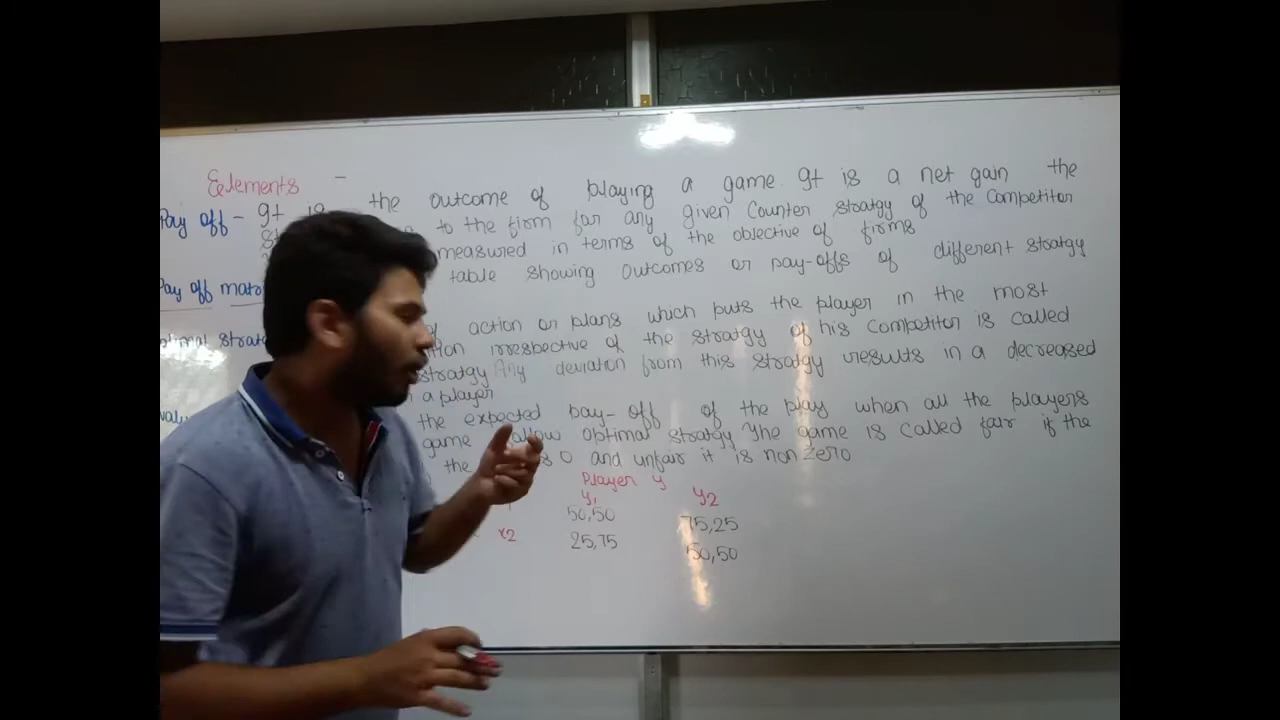 Eelements -
Pay off - It is the outcome of playing a game. It is a net gain the
to the firm for any given counter stratgy of the competitor
measured in terms of the objective of firms
Pay off table showing outcomes or pay-offs of different stratgy
action or plans which puts the player in the most
irrespective of the stratgy of his competitor is called
stratgy Any deviation from this stratgy results in a decreased
a player
the expected pay-off of the play when all the players
game optimal stratgy The game is called fair if the
the 0 and unfair it is non zero
Player y
y1 y2
50,50 75,25
x2 25,75 50,50